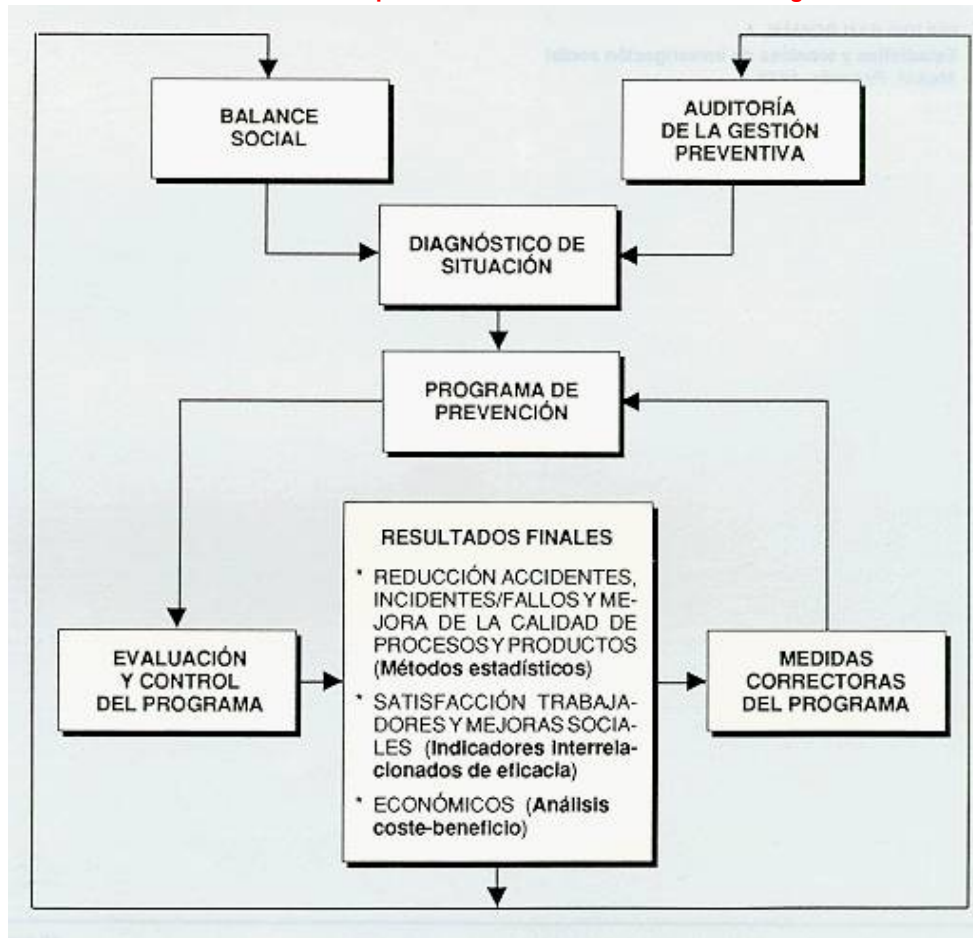 BALANCE
SOCIAL
AUDITORÍA
DE LA GESTIÓN
PREVENTIVA
DIAGNÓSTICO DE
SITUACIÓN
PROGRAMA DE
PREVENCIÓN
EVALUACIÓN
Y CONTROL
DEL PROGRAMA
RESULTADOS FINALES
* REDUCCIÓN ACCIDENTES,
INCIDENTES/FALLOS Y ME-
JORA DE LA CALIDAD DE
PROCESOS Y PRODUCTOS
(Métodos estadísticos)
* SATISFACCIÓN TRABAJA-
DORES Y MEJORAS SOCIA-
LES (Indicadores interrela-
cionados de eficacia)
* ECONÓMICOS (Análisis
coste-beneficio)
MEDIDAS
CORRECTORAS
DEL PROGRAMA